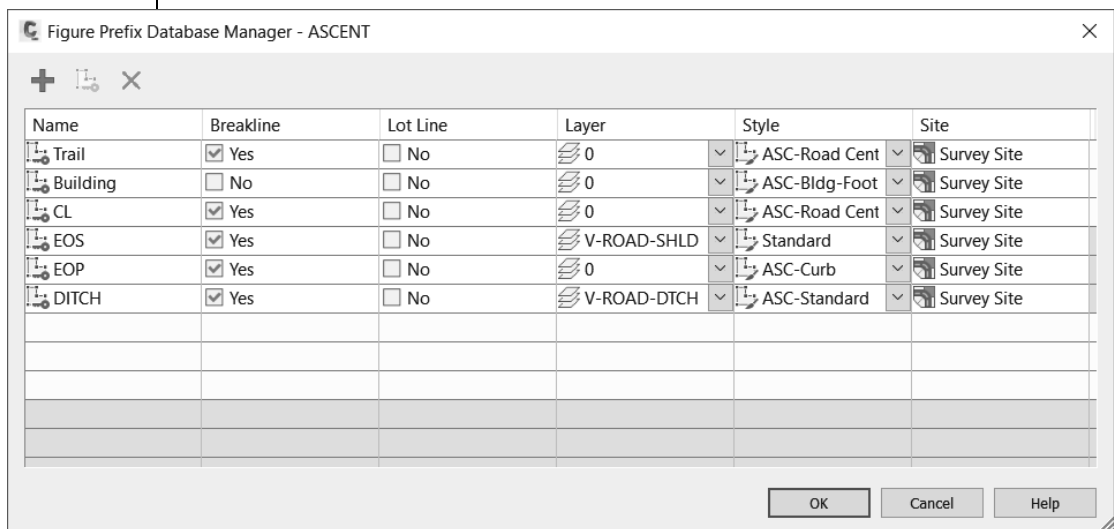 Figure Prefix Database Manager - ASCENT
Name Breakline Lot Line Layer Style Site
Trail Yes No 0 ASC-Road Cent Survey Site
Building No No 0 ASC-Bldg-Foot Survey Site
CL Yes No 0 ASC-Road Cent Survey Site
EOS Yes No V-ROAD-SHLD Standard Survey Site
EOP Yes No 0 ASC-Curb Survey Site
DITCH Yes No V-ROAD-DTCH ASC-Standard Survey Site
OK Cancel Help